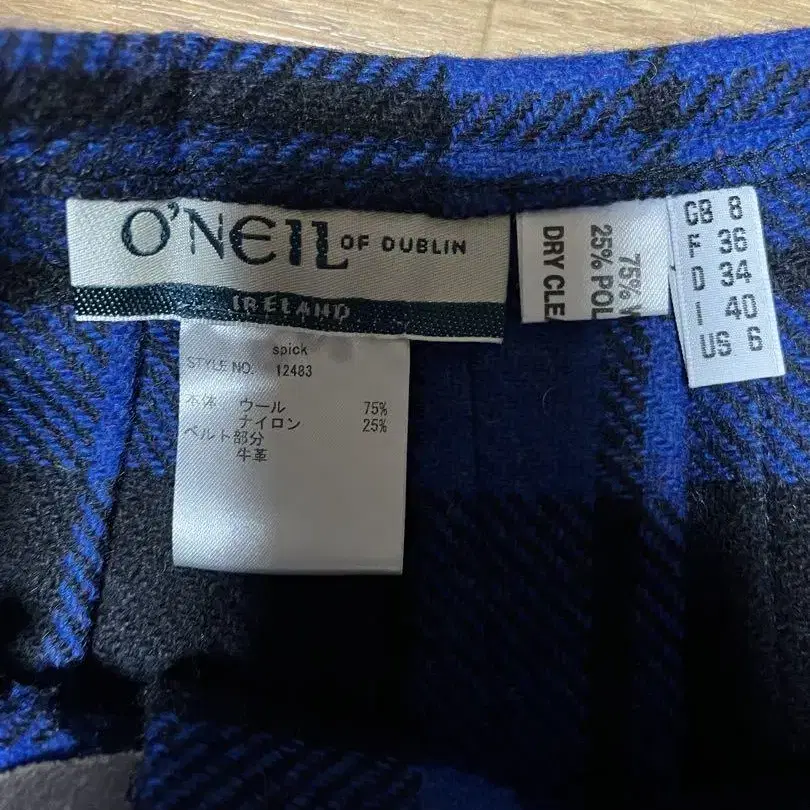 O'NEIL OF DUBLIN
IRELAND
75%
25% POL
DRY CLEA
GB 8
F 36
D 34
I 40
US 6
spick
STYLE NO. 12483
本体 ウール 75%
ナイロン 25%
ベルト部分
牛革